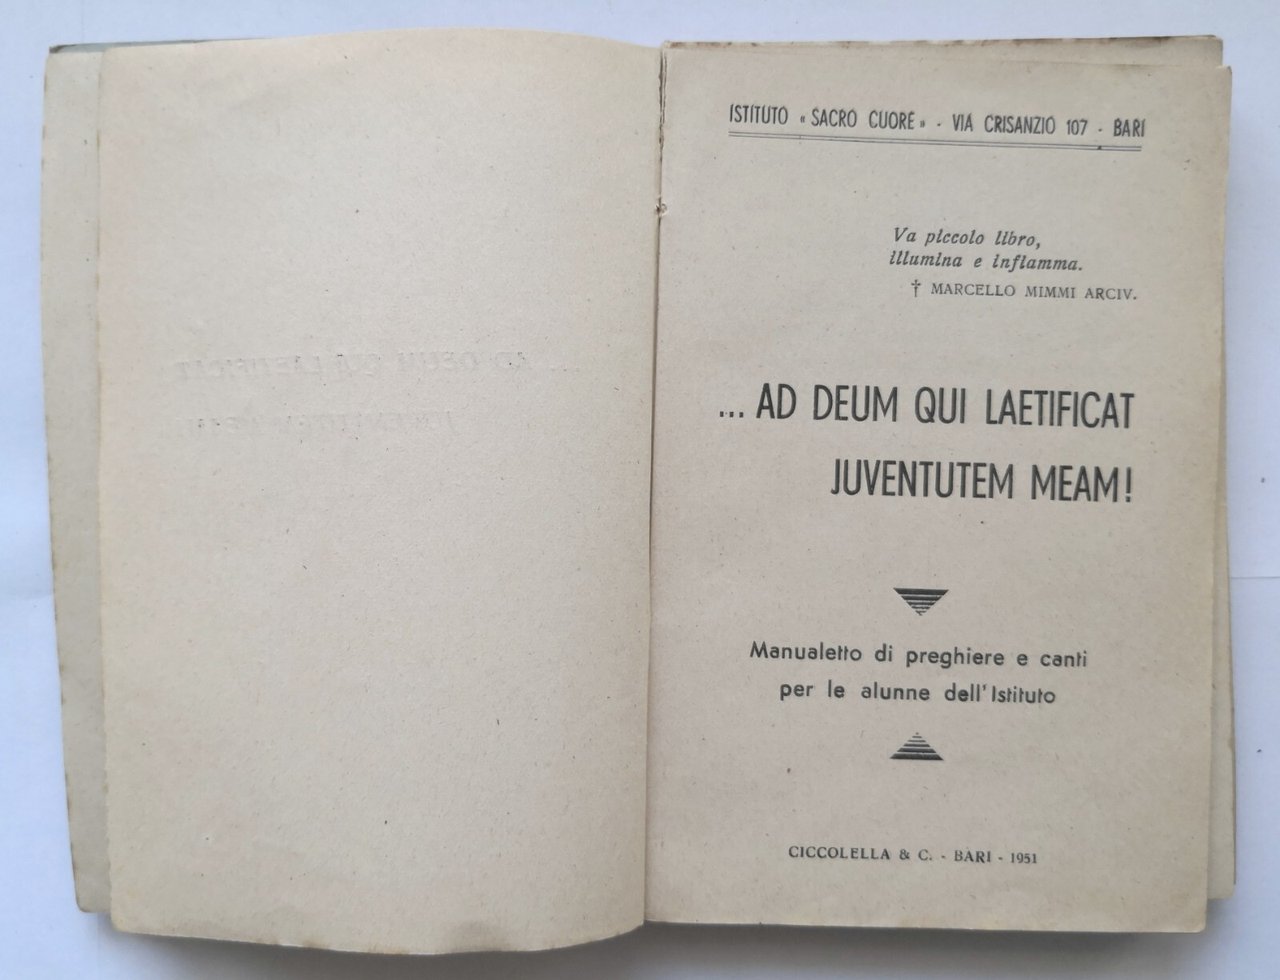 ISTITUTO « SACRO CUORE » - VIA CRISANZIO 107 - BARI
Va piccolo libro,
illumina e infiamma.
† MARCELLO MIMMI ARCIV.
... AD DEUM QUI LAETIFICAT
JUVENTUTEM MEAM!
Manualetto di preghiere e canti
per le alunne dell'Istituto
CICCOLELLA & C. - BARI - 1951